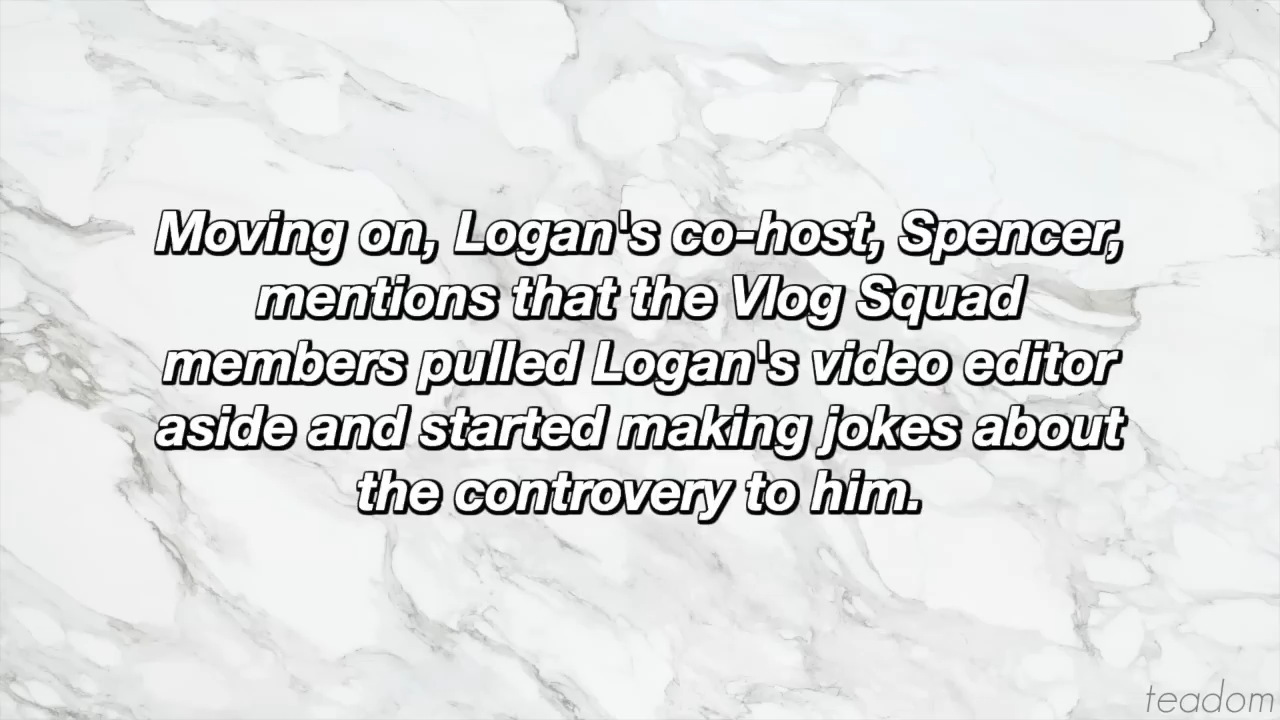 Moving on, Logan's co-host, Spencer,
mentions that the Vlog Squad
members pulled Logan's video editor
aside and started making jokes about
the controvery to him.
teadom